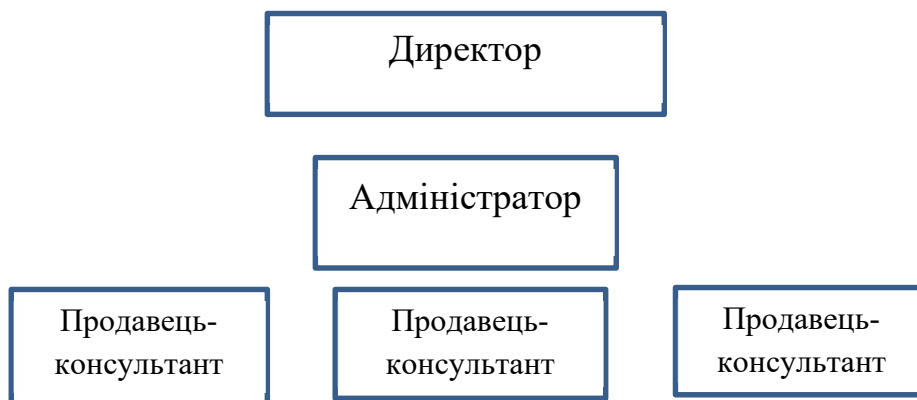 Директор
Адміністратор
Продавець-
консультант
Продавець-
консультант
Продавець-
консультант